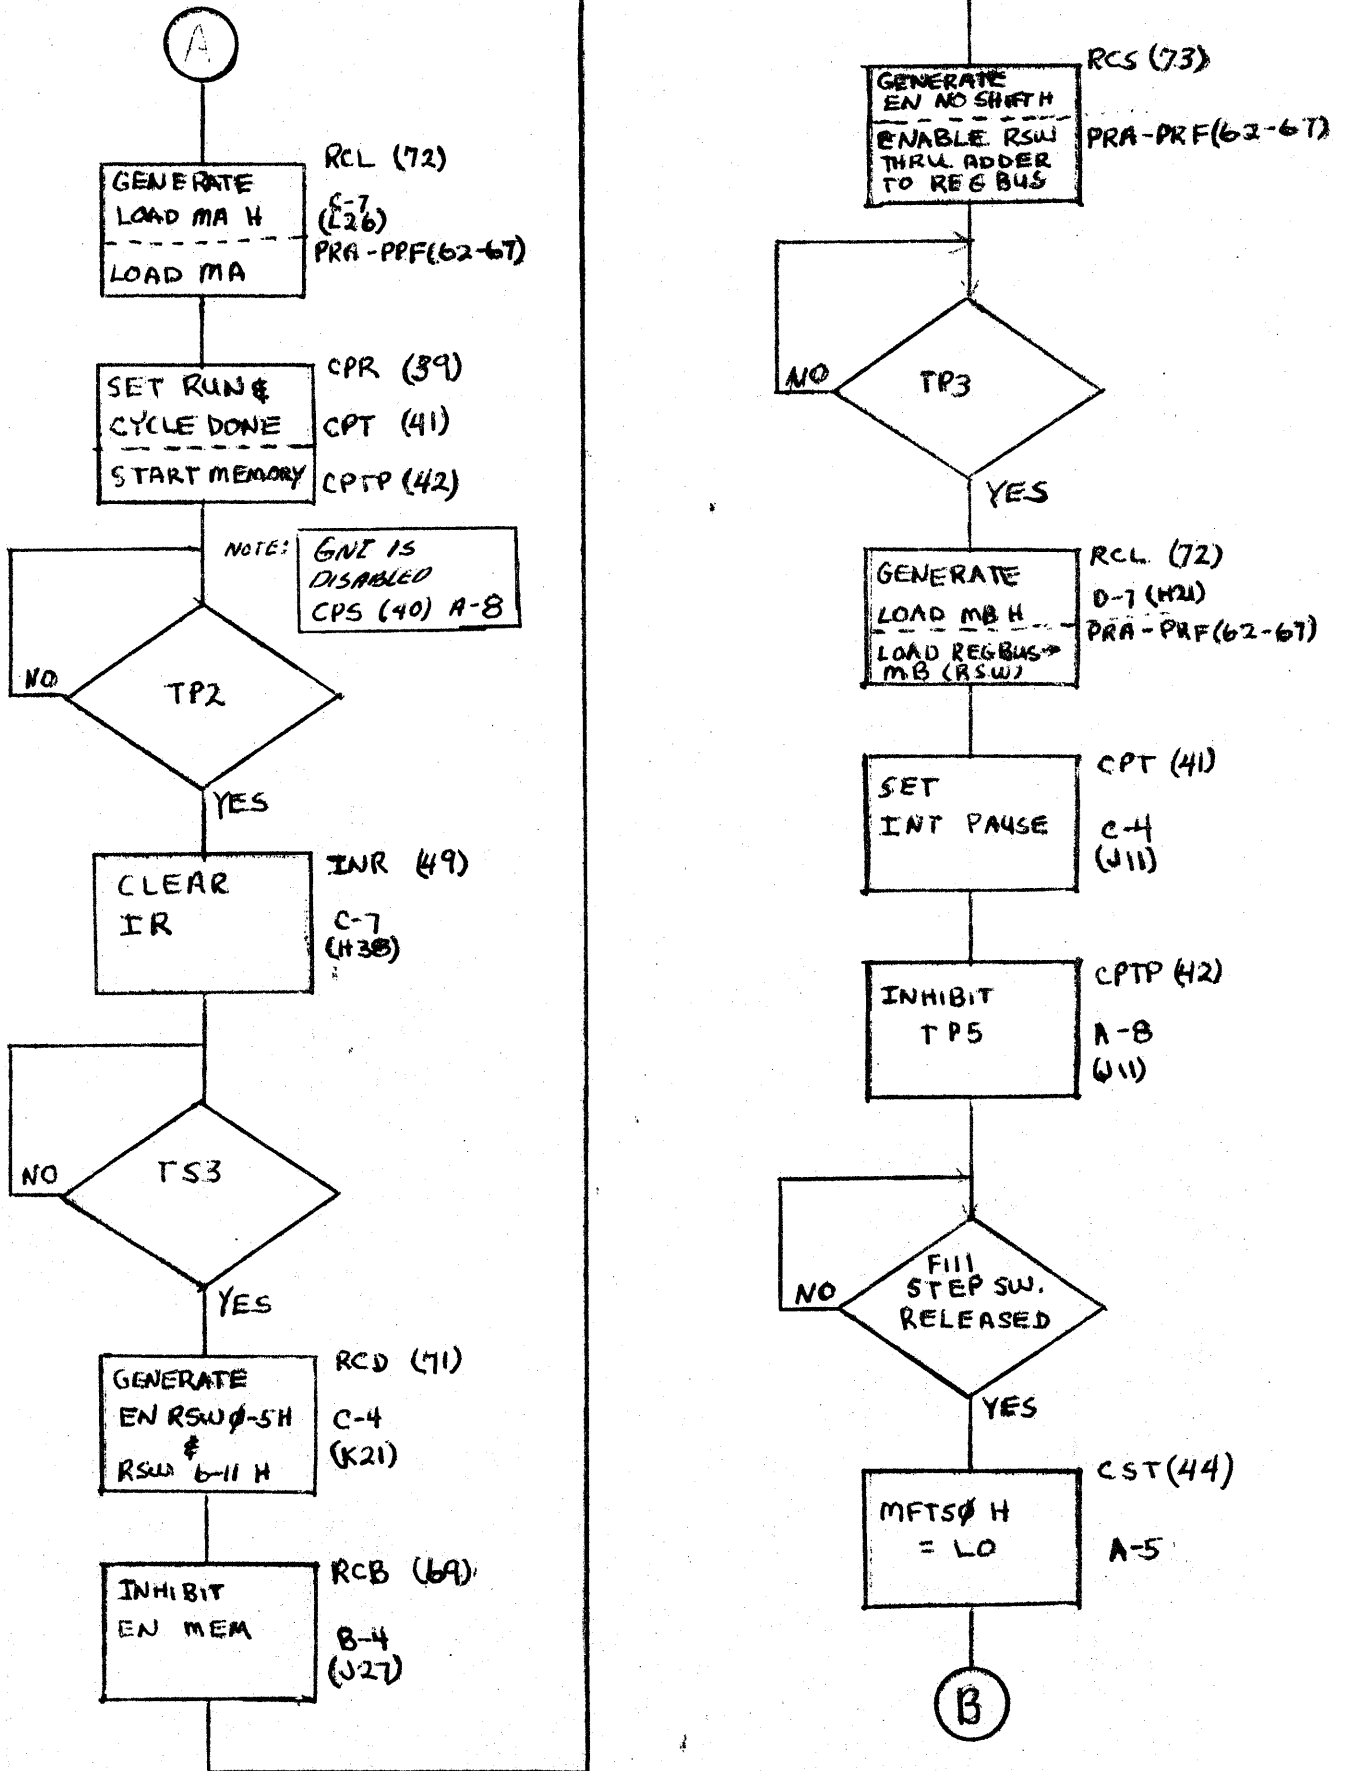 A
GENERATE
LOAD MA H
LOAD MA
RCL (72)
C-7
(L26)
PRA-PPF(62-67)
SET RUN &
CYCLE DONE
START MEMORY
CPR (39)
CPT (41)
CPTP (42)
NOTE:
GNI IS
DISABLED
CPS (40) A-8
NO
TP2
YES
CLEAR
IR
INR (49)
C-7
(H38)
NO
TS3
YES
GENERATE
EN RSWØ-5H
&
RSW 6-11 H
RCD (71)
C-4
(K21)
INHIBIT
EN MEM
RCB (69)
B-4
(J27)
GENERATE
EN NO SHIFT H
ENABLE RSW
THRU ADDER
TO REG BUS
RCS (73)
PRA-PRF(62-67)
NO
TP3
YES
GENERATE
LOAD MB H
LOAD REGBUS→
MB (RSW)
RCL (72)
D-7 (H21)
PRA-PRF(62-67)
SET
INT PAUSE
CPT (41)
C-4
(J11)
INHIBIT
TP5
CPTP (42)
A-8
(J11)
NO
FIll
STEP SW.
RELEASED
YES
MFTSØ H
= LO
CST(44)
A-5
B